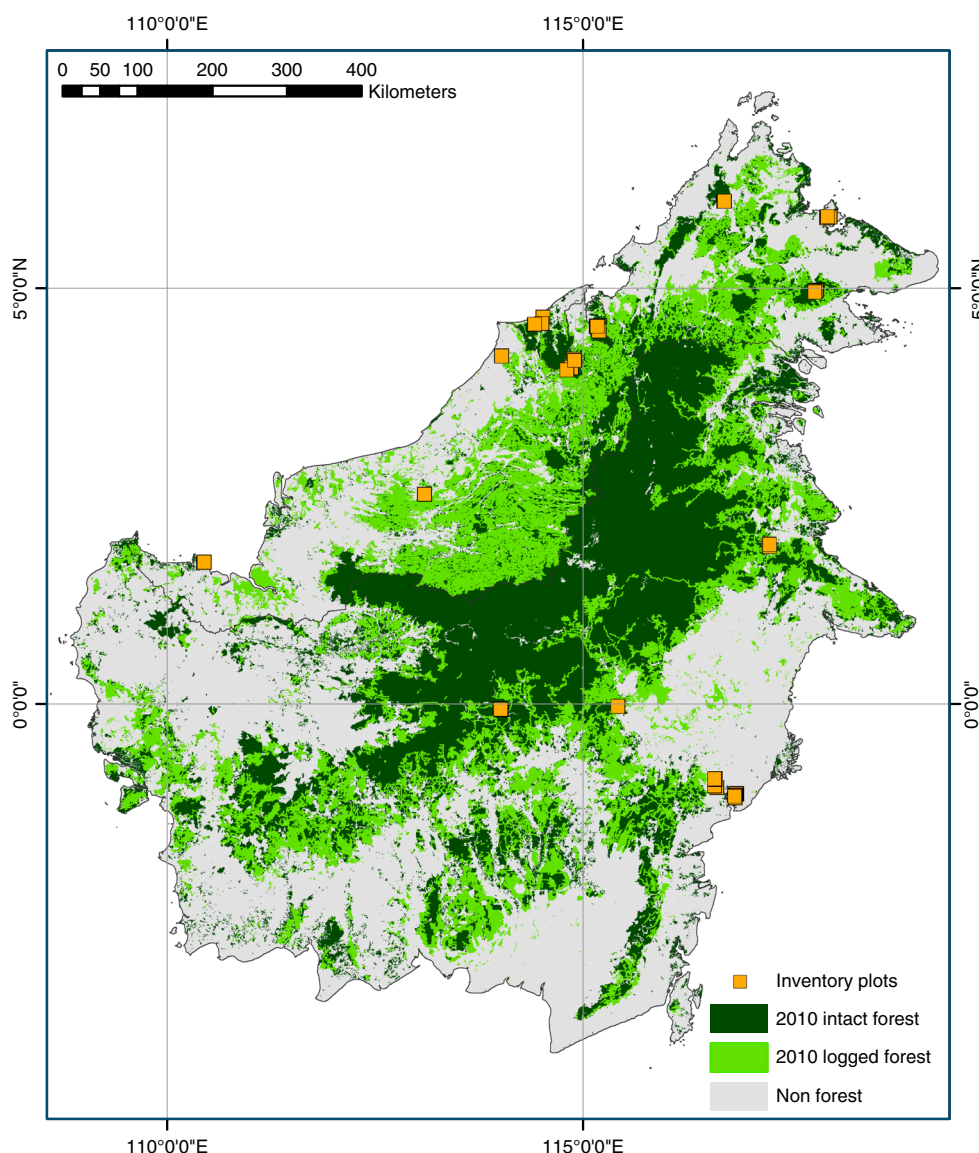 110°0'0"E 115°0'0"E
0 50 100 200 300 400
Kilometers
5°0'0"N 5°0'0"N
0°0'0" 0°0'0"
Inventory plots
2010 intact forest
2010 logged forest
Non forest
110°0'0"E 115°0'0"E